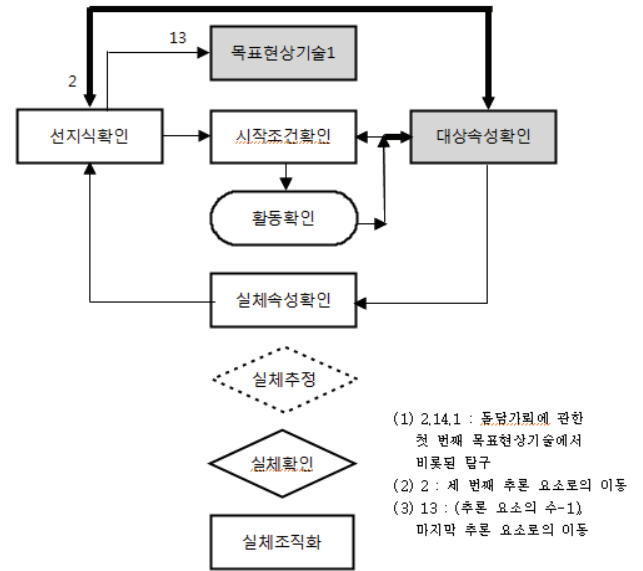 13
목표현상기술1
2
선지식확인
시작조건확인
대상속성확인
활동확인
실체속성확인
실체추정
실체확인
실체조직화
(1) 2.14.1 : 돌담가뢰에 관한
첫 번째 목표현상기술에서
비롯된 탐구
(2) 2 : 세 번째 추론 요소로의 이동
(3) 13 : (추론 요소의 수-1),
마지막 추론 요소로의 이동